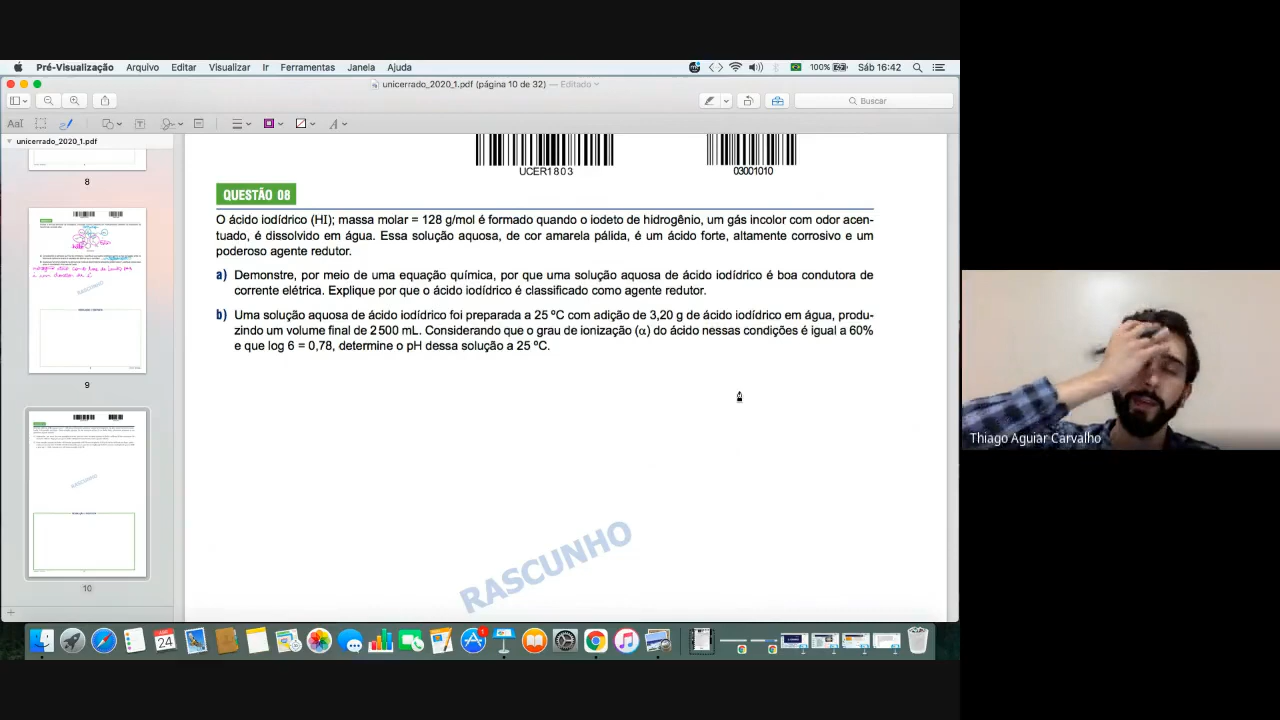 Pré-Visualização Arquivo Editar Visualizar Ir Ferramentas Janela Ajuda 100% Sáb 16:42
unicerrado_2020_1.pdf (página 10 de 32) — Editado
Buscar
unicerrado_2020_1.pdf
8
9
10
UCER1803
03001010
QUESTÃO 08
O ácido iodídrico (HI); massa molar = 128 g/mol é formado quando o iodeto de hidrogênio, um gás incolor com odor acen-
tuado, é dissolvido em água. Essa solução aquosa, de cor amarela pálida, é um ácido forte, altamente corrosivo e um
poderoso agente redutor.
a) Demonstre, por meio de uma equação química, por que uma solução aquosa de ácido iodídrico é boa condutora de
corrente elétrica. Explique por que o ácido iodídrico é classificado como agente redutor.
b) Uma solução aquosa de ácido iodídrico foi preparada a 25 ºC com adição de 3,20 g de ácido iodídrico em água, produ-
zindo um volume final de 2 500 mL. Considerando que o grau de ionização (α) do ácido nessas condições é igual a 60%
e que log 6 = 0,78, determine o pH dessa solução a 25 ºC.
RASCUNHO
RASCUNHO
RASCUNHO
24
1
Thiago Aguiar Carvalho